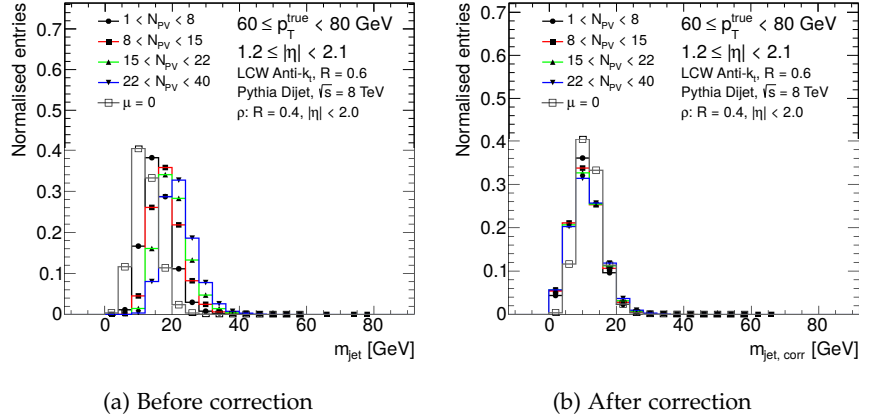 Normalised entries
0.7
0.6
0.5
0.4
0.3
0.2
0.1
0
1 < N_PV < 8
8 < N_PV < 15
15 < N_PV < 22
22 < N_PV < 40
μ = 0
60 ≤ p_T^true < 80 GeV
1.2 ≤ |η| < 2.1
LCW Anti-k_t, R = 0.6
Pythia Dijet, √s = 8 TeV
ρ: R = 0.4, |η| < 2.0
0 20 40 60 80
m_jet [GeV]
(a) Before correction
Normalised entries
0.7
0.6
0.5
0.4
0.3
0.2
0.1
0
1 < N_PV < 8
8 < N_PV < 15
15 < N_PV < 22
22 < N_PV < 40
μ = 0
60 ≤ p_T^true < 80 GeV
1.2 ≤ |η| < 2.1
LCW Anti-k_t, R = 0.6
Pythia Dijet, √s = 8 TeV
ρ: R = 0.4, |η| < 2.0
0 20 40 60 80
m_jet, corr [GeV]
(b) After correction